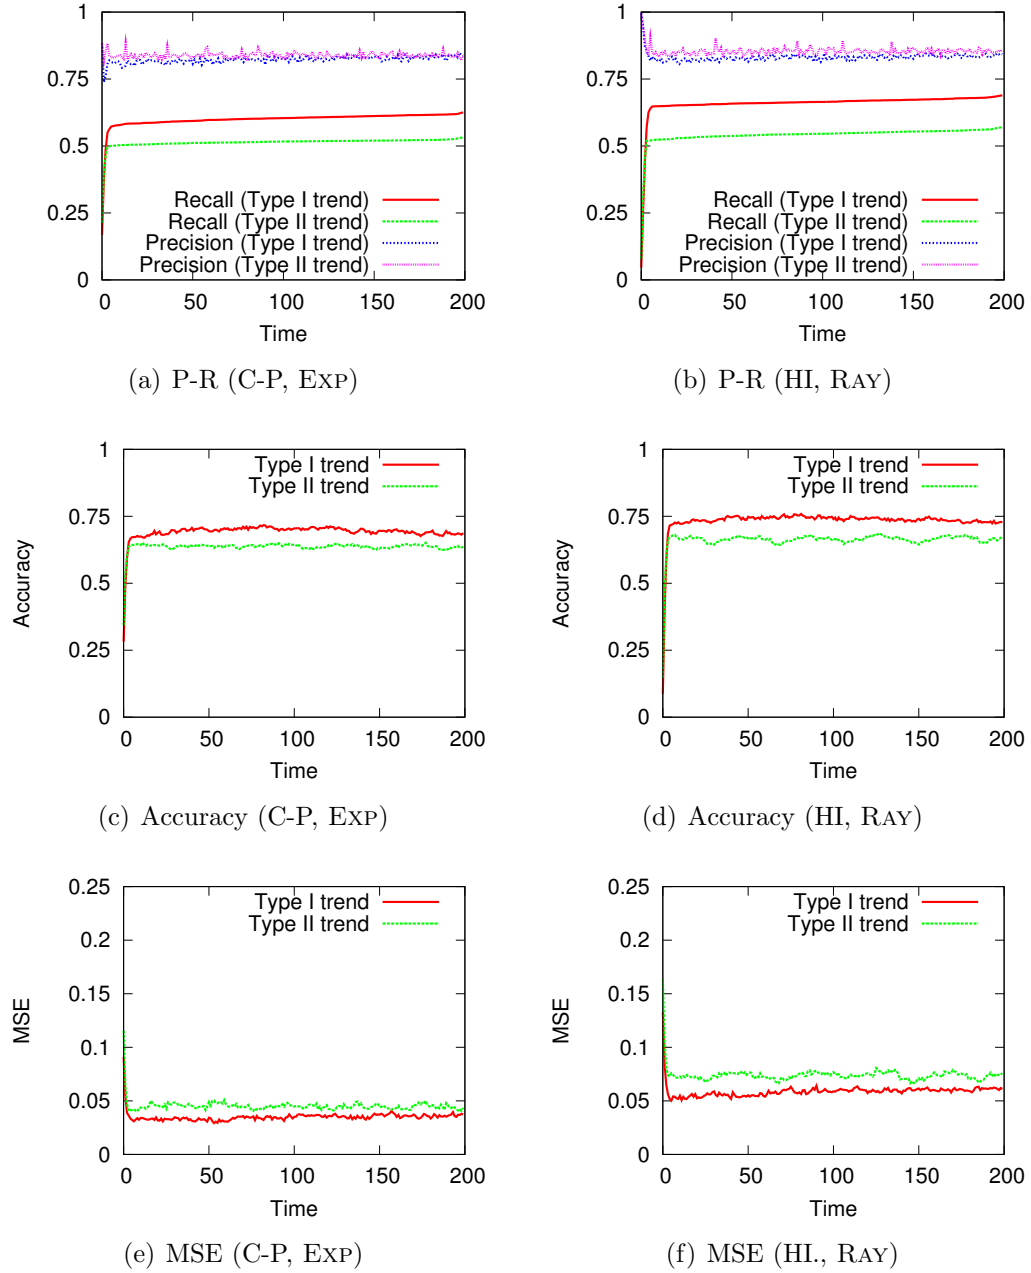 1
0.75
0.5
0.25
0
Recall (Type I trend)
Recall (Type II trend)
Precision (Type I trend)
Precision (Type II trend)
0 50 100 150 200
Time
(a) P-R (C-P, EXP)
1
0.75
0.5
0.25
0
Recall (Type I trend)
Recall (Type II trend)
Precision (Type I trend)
Precision (Type II trend)
0 50 100 150 200
Time
(b) P-R (HI, RAY)
1
0.75
0.5
0.25
0
Accuracy
Type I trend
Type II trend
0 50 100 150 200
Time
(c) Accuracy (C-P, EXP)
1
0.75
0.5
0.25
0
Accuracy
Type I trend
Type II trend
0 50 100 150 200
Time
(d) Accuracy (HI, RAY)
0.25
0.2
0.15
0.1
0.05
0
MSE
Type I trend
Type II trend
0 50 100 150 200
Time
(e) MSE (C-P, EXP)
0.25
0.2
0.15
0.1
0.05
0
MSE
Type I trend
Type II trend
0 50 100 150 200
Time
(f) MSE (HI., RAY)